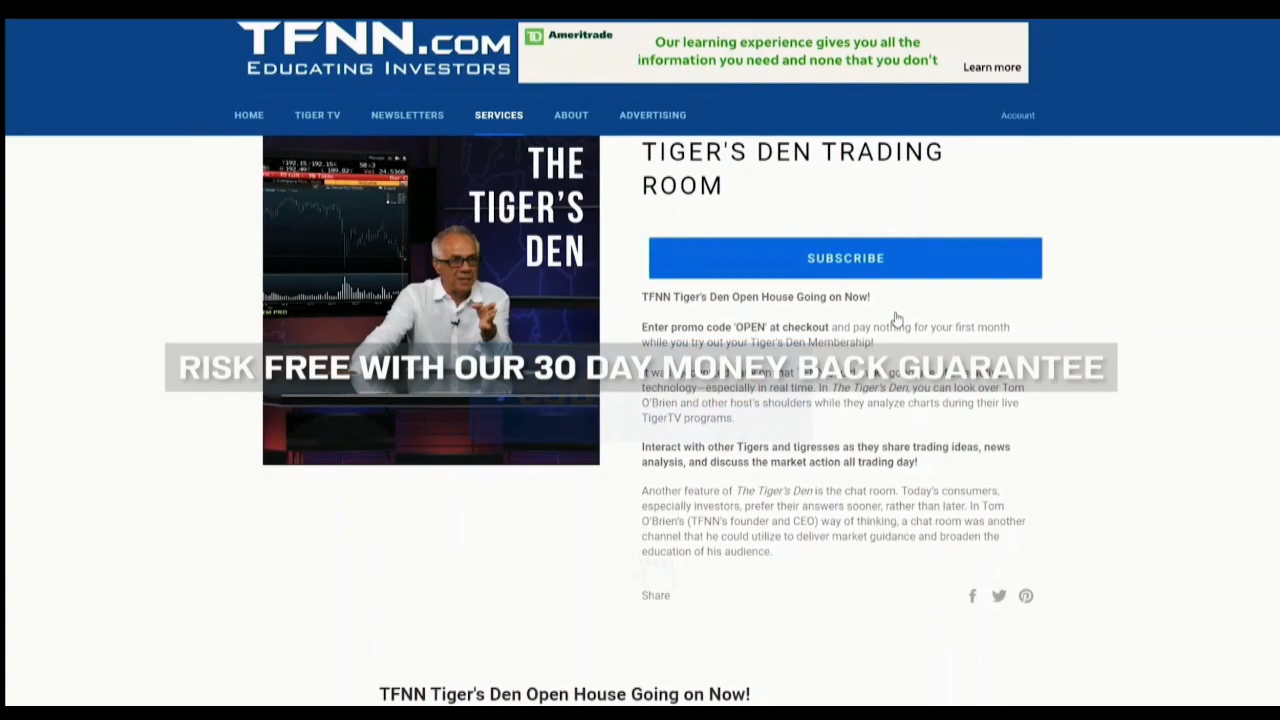 TFNN.COM
EDUCATING INVESTORS
TD Ameritrade
Our learning experience gives you all the
information you need and none that you don't
Learn more
HOME TIGER TV NEWSLETTERS SERVICES ABOUT ADVERTISING Account
THE
TIGER'S
DEN
TIGER'S DEN TRADING
ROOM
SUBSCRIBE
TFNN Tiger's Den Open House Going on Now!
Enter promo code 'OPEN' at checkout and pay nothing for your first month
while you try out your Tiger's Den Membership!
RISK FREE WITH OUR 30 DAY MONEY BACK GUARANTEE
technology—especially in real time. In The Tiger's Den, you can look over Tom
O'Brien and other host's shoulders while they analyze charts during their live
TigerTV programs.
Interact with other Tigers and tigresses as they share trading ideas, news
analysis, and discuss the market action all trading day!
Another feature of The Tiger's Den is the chat room. Today's consumers,
especially investors, prefer their answers sooner, rather than later. In Tom
O'Brien's (TFNN's founder and CEO) way of thinking, a chat room was another
channel that he could utilize to deliver market guidance and broaden the
education of his audience.
Share
TFNN Tiger's Den Open House Going on Now!